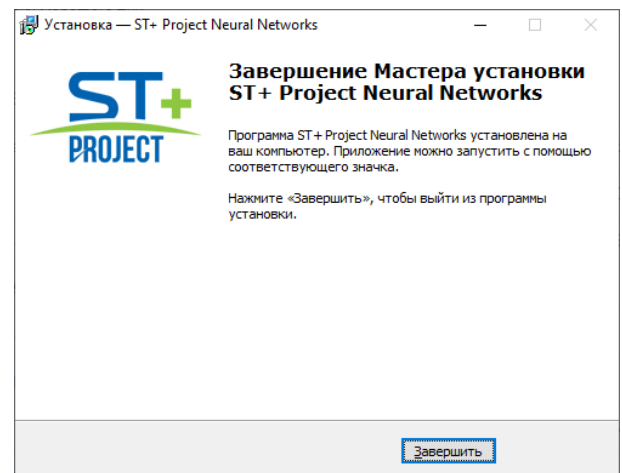 Установка — ST+ Project Neural Networks
ST+
PROJECT
Завершение Мастера установки
ST+ Project Neural Networks
Программа ST+ Project Neural Networks установлена на
ваш компьютер. Приложение можно запустить с помощью
соответствующего значка.
Нажмите «Завершить», чтобы выйти из программы
установки.
Завершить